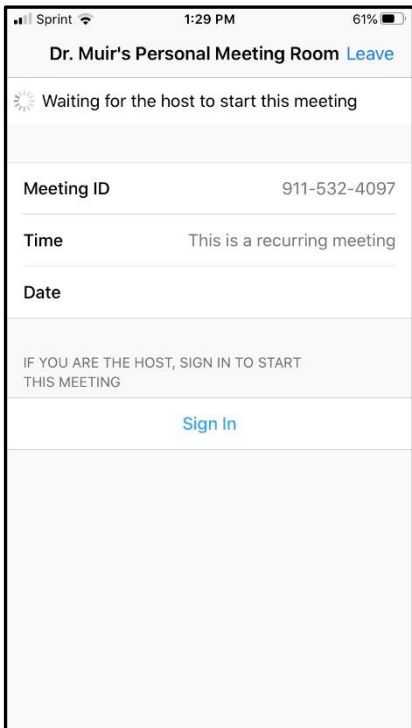 Sprint 1:29 PM 61%
Dr. Muir's Personal Meeting Room Leave
Waiting for the host to start this meeting
Meeting ID 911-532-4097
Time This is a recurring meeting
Date
IF YOU ARE THE HOST, SIGN IN TO START
THIS MEETING
Sign In